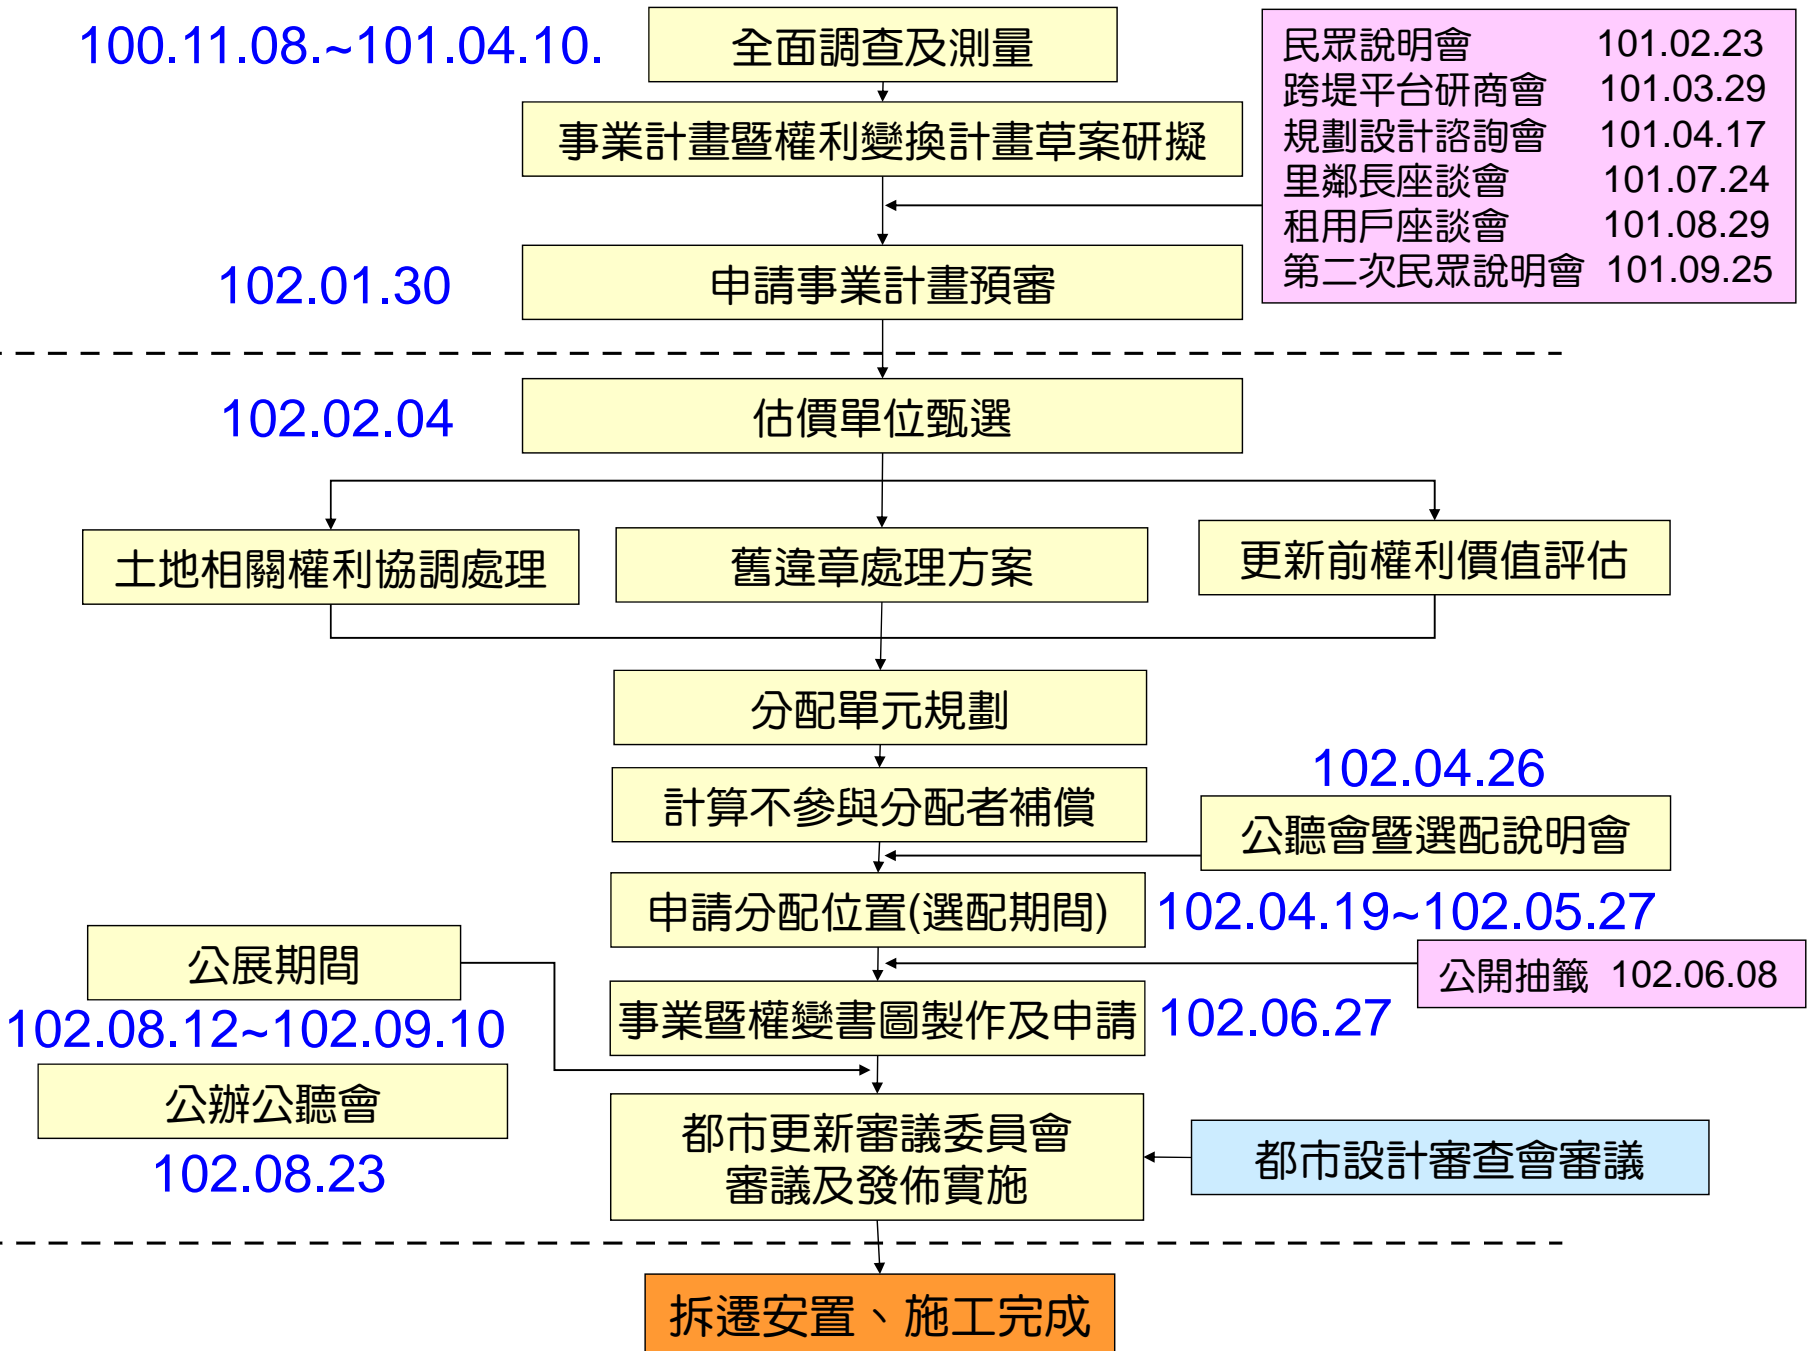 100.11.08.~101.04.10.
全面調查及測量
民眾說明會 101.02.23
跨堤平台研商會 101.03.29
規劃設計諮詢會 101.04.17
里鄰長座談會 101.07.24
租用戶座談會 101.08.29
第二次民眾說明會 101.09.25
事業計畫暨權利變換計畫草案研擬
102.01.30
申請事業計畫預審
102.02.04
估價單位甄選
土地相關權利協調處理
舊違章處理方案
更新前權利價值評估
分配單元規劃
計算不參與分配者補償
102.04.26
公聽會暨選配說明會
申請分配位置(選配期間)
102.04.19~102.05.27
公展期間
102.08.12~102.09.10
公開抽籤 102.06.08
事業暨權變書圖製作及申請
102.06.27
公辦公聽會
102.08.23
都市更新審議委員會
審議及發佈實施
都市設計審查會審議
拆遷安置、施工完成